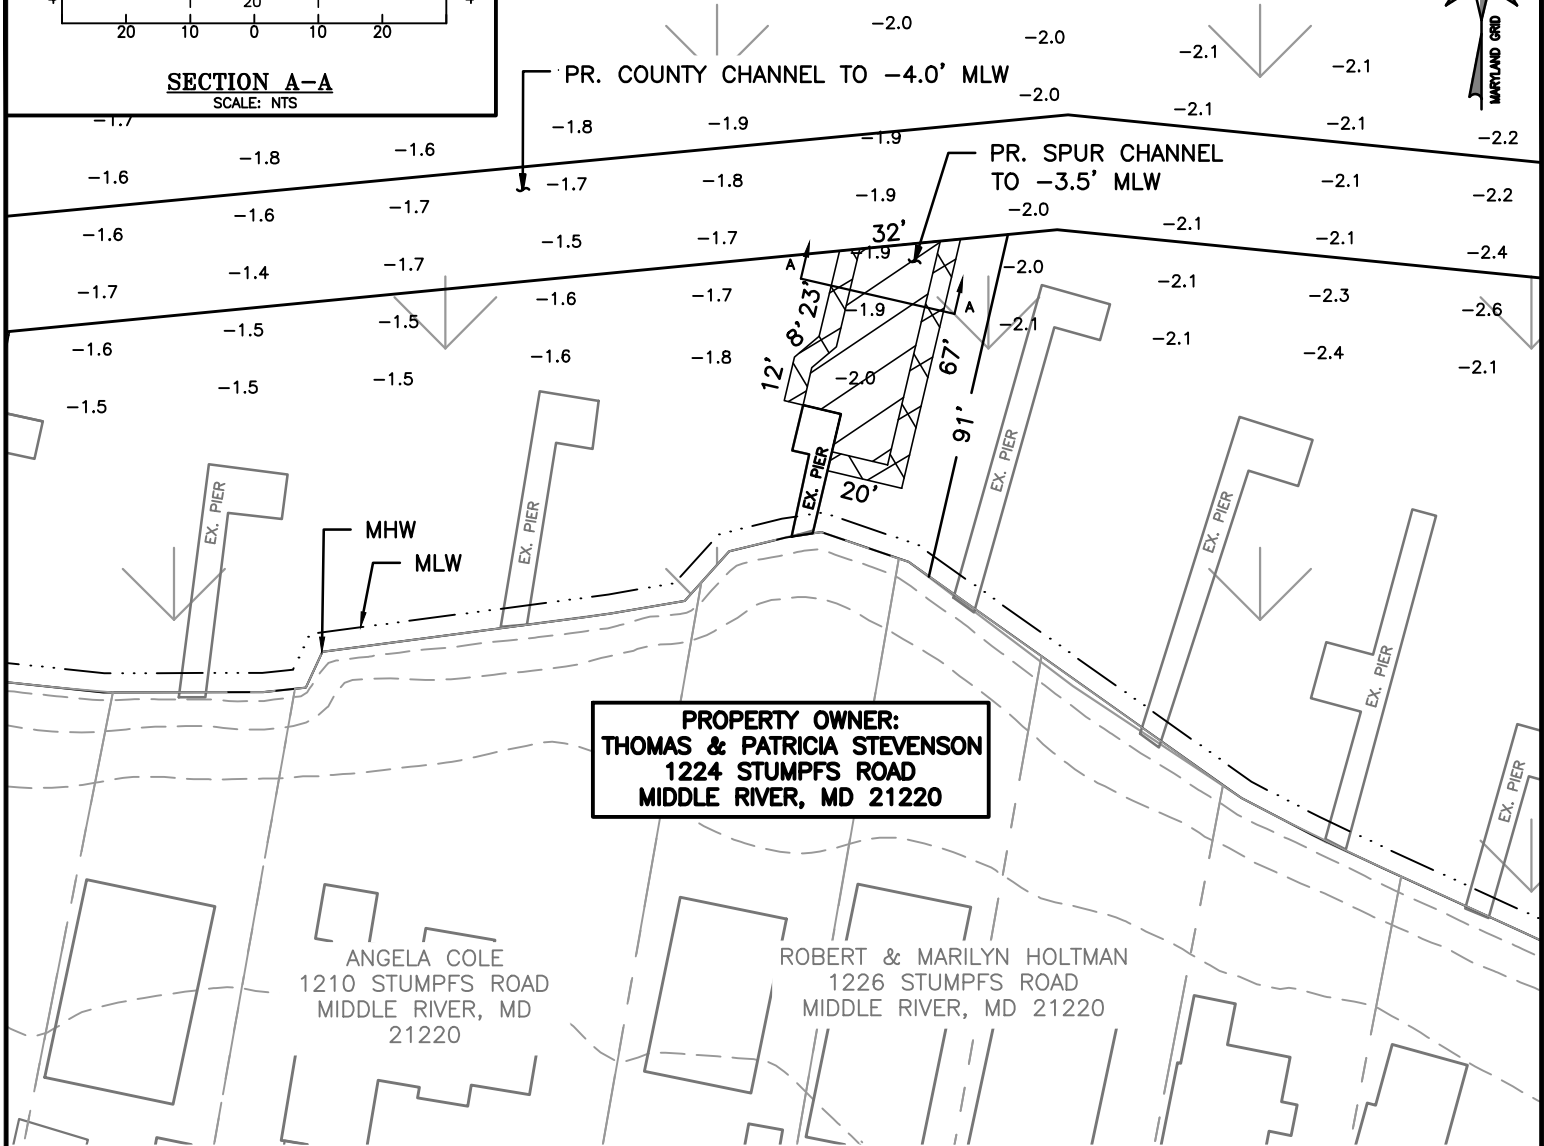 4
20
4
20
10
0
10
20
SECTION A-A
SCALE: NTS
MARYLAND GRID
-2.0
-2.0
-2.1
-2.1
PR. COUNTY CHANNEL TO -4.0' MLW
-2.0
-2.1
-2.1
-2.2
-1.7
-1.8
-1.6
-1.8
-1.9
-1.9
PR. SPUR CHANNEL
TO -3.5' MLW
-1.6
-1.6
-1.7
-1.7
-1.8
-1.9
-2.0
-2.1
-2.1
-2.2
-1.6
-1.4
-1.7
-1.5
-1.7
32'
-1.9
-2.0
-2.1
-2.1
-2.4
-1.7
-1.5
-1.5
-1.6
-1.7
A
A
23'
-1.9
-2.1
-2.1
-2.3
-2.6
-1.6
-1.5
-1.5
-1.6
-1.8
8'
12'
-2.0
67'
91'
-2.4
-2.1
-1.5
20'
EX. PIER
EX. PIER
EX. PIER
EX. PIER
EX. PIER
EX. PIER
EX. PIER
MHW
MLW
PROPERTY OWNER:
THOMAS & PATRICIA STEVENSON
1224 STUMPFS ROAD
MIDDLE RIVER, MD 21220
ANGELA COLE
1210 STUMPFS ROAD
MIDDLE RIVER, MD
21220
ROBERT & MARILYN HOLTMAN
1226 STUMPFS ROAD
MIDDLE RIVER, MD 21220